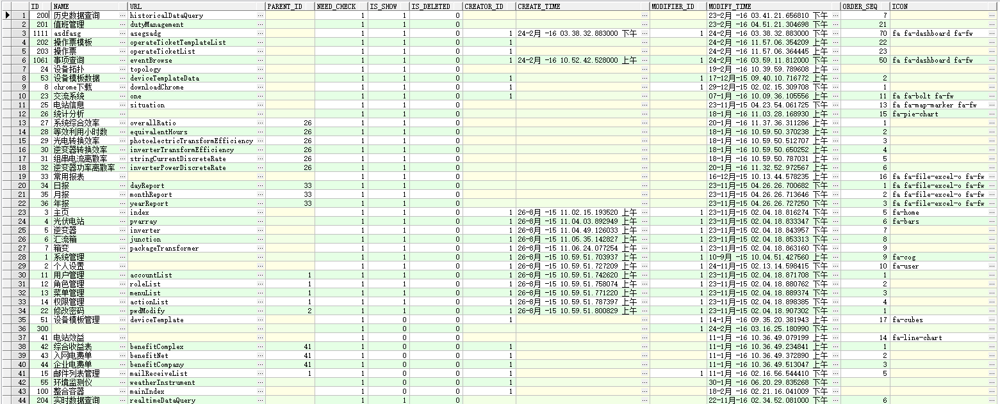 ID NAME URL PARENT_ID NEED_CHECK IS_SHOW IS_DELETED CREATOR_ID CREATE_TIME MODIFIER_ID MODIFY_TIME ORDER_SEQ ICON
1 200 历史数据查询 ··· historicalDataQuery ··· 1 1 0 ··· 23-2月 -16 03.41.21.656810 下午 ··· 7 ···
2 201 值班管理 ··· dutyManagement ··· 1 1 0 ··· 23-2月 -16 04.51.21.304698 下午 ··· 21 ···
3 1111 asdfasg ··· asegsadg ··· 1 1 0 1 24-2月 -16 03.38.32.883000 下午 ··· 1 24-2月 -16 03.38.32.883000 下午 ··· 70 fa fa-dashboard fa-fw ···
4 202 操作票模板 ··· operateTicketTemplateList ··· 1 1 0 1 ··· 24-2月 -16 11.57.06.354209 上午 ··· 22 ···
5 203 操作票 ··· operateTicketList ··· 1 1 0 1 ··· 24-2月 -16 11.57.06.364445 上午 ··· 23 ···
6 1061 事项查询 ··· eventBrowse ··· 1 1 0 1 24-2月 -16 10.52.42.528000 上午 ··· 1 24-2月 -16 03.59.11.812000 下午 ··· 50 fa fa-dashboard fa-fw ···
7 24 设备拓扑 ··· topology ··· 1 1 0 ··· 19-2月 -16 10.39.59.789608 上午 ··· ···
8 53 设备模板数据 ··· deviceTemplateData ··· 1 1 0 1 ··· 1 17-12月-15 09.40.10.716772 上午 ··· 2 ···
9 8 chrome下载 ··· downloadChrome ··· 1 1 0 1 ··· 1 29-12月-15 02.02.15.309708 下午 ··· 1 ···
10 23 交流系统 ··· one ··· 1 1 0 1 ··· 07-1月 -16 10.09.36.105556 上午 ··· 11 fa fa-bolt fa-fw ···
11 25 电站信息 ··· situation ··· 1 1 0 ··· 23-11月-15 04.23.54.061725 下午 ··· 13 fa fa-map-marker fa-fw ···
12 26 统计分析 ··· ··· 1 1 0 ··· 18-1月 -16 11.03.28.168930 上午 ··· 15 fa-pie-chart ···
13 27 系统综合效率 ··· overallRatio ··· 26 1 1 0 ··· 20-1月 -16 11.37.36.311286 上午 ··· 1 ···
14 28 等效利用小时数 ··· equivalentHours ··· 26 1 1 0 ··· 18-1月 -16 10.59.50.370238 上午 ··· 2 ···
15 29 光电转换效率 ··· photoelectricTransformEfficiency ··· 26 1 1 0 ··· 18-1月 -16 10.59.50.512707 上午 ··· 3 ···
16 30 逆变器转换效率 ··· inverterTransformEfficiency ··· 26 1 1 0 ··· 18-1月 -16 10.59.50.650252 上午 ··· 4 ···
17 31 组串电流离散率 ··· stringCurrentDiscreteRate ··· 26 1 1 0 ··· 18-1月 -16 10.59.50.787031 上午 ··· 5 ···
18 32 逆变器功率离散率 ··· inverterPowerDiscreteRate ··· 26 1 1 0 ··· 20-1月 -16 11.32.52.972567 上午 ··· 6 ···
19 33 常用报表 ··· ··· 1 1 0 ··· 16-12月-15 10.13.44.578235 上午 ··· 16 fa fa-file-excel-o fa-fw ···
20 34 日报 ··· dayReport ··· 33 1 1 0 ··· 23-11月-15 04.26.26.700682 下午 ··· 1 fa fa-file-excel-o fa-fw ···
21 35 月报 ··· monthReport ··· 33 1 1 0 ··· 23-11月-15 04.26.26.713646 下午 ··· 2 fa fa-file-excel-o fa-fw ···
22 36 年报 ··· yearReport ··· 33 1 1 0 ··· 23-11月-15 04.26.26.727250 下午 ··· 3 fa fa-file-excel-o fa-fw ···
23 3 主页 ··· index ··· 1 1 0 1 26-8月 -15 11.02.15.193520 上午 ··· 1 23-11月-15 02.04.18.816274 下午 ··· 5 fa-home ···
24 4 光伏电站 ··· pvarray ··· 1 1 0 1 26-8月 -15 11.04.03.892949 上午 ··· 1 23-11月-15 02.04.18.833347 下午 ··· 6 fa-bars ···
25 5 逆变器 ··· inverter ··· 1 1 0 1 26-8月 -15 11.04.49.126033 上午 ··· 1 23-11月-15 02.04.18.843957 下午 ··· 7 ···
26 6 汇流箱 ··· junction ··· 1 1 0 1 26-8月 -15 11.05.35.142827 上午 ··· 1 23-11月-15 02.04.18.853313 下午 ··· 8 ···
27 7 箱变 ··· packageTransformer ··· 1 1 0 1 26-8月 -15 11.06.24.077254 上午 ··· 1 23-11月-15 02.04.18.863160 下午 ··· 9 ···
28 1 系统管理 ··· ··· 1 1 0 1 26-8月 -15 10.59.51.703937 上午 ··· 1 10-9月 -15 10.04.51.427560 上午 ··· 9 fa-cog ···
29 2 个人设置 ··· ··· 1 1 0 1 26-8月 -15 10.59.51.727209 上午 ··· 1 24-11月-15 02.13.14.598415 下午 ··· 10 fa-user ···
30 11 用户管理 ··· accountList ··· 1 1 1 0 1 26-8月 -15 10.59.51.742620 上午 ··· 1 23-11月-15 02.04.18.871708 下午 ··· 1 ···
31 12 角色管理 ··· roleList ··· 1 1 1 0 1 26-8月 -15 10.59.51.758074 上午 ··· 1 23-11月-15 02.04.18.880762 下午 ··· 2 ···
32 13 菜单管理 ··· menuList ··· 1 1 1 0 1 26-8月 -15 10.59.51.771220 上午 ··· 1 23-11月-15 02.04.18.889374 下午 ··· 3 ···
33 14 权限管理 ··· actionList ··· 1 1 1 0 1 26-8月 -15 10.59.51.787397 上午 ··· 1 23-11月-15 02.04.18.898385 下午 ··· 4 ···
34 22 修改密码 ··· pwdModify ··· 2 1 1 0 1 26-8月 -15 10.59.51.800829 上午 ··· 1 23-11月-15 02.04.18.907302 下午 ··· 1 ···
35 51 设备模板管理 ··· deviceTemplate ··· 1 0 0 1 ··· 1 14-1月 -16 09.35.20.381943 上午 ··· 17 fa-cubes ···
36 300 ··· ··· 1 0 0 ··· 1 24-2月 -16 03.16.25.180990 下午 ··· ···
37 41 电站效益 ··· ··· 1 0 0 ··· 11-1月 -16 10.36.49.079199 上午 ··· 14 fa-line-chart ···
38 42 综合收益表 ··· benefitComplex ··· 41 1 0 0 1 ··· 11-1月 -16 10.36.49.234841 上午 ··· 1 ···
39 43 入网电费单 ··· benefitNet ··· 41 1 0 0 1 ··· 11-1月 -16 10.36.49.372890 上午 ··· 2 ···
40 44 企业电费单 ··· benefitCompany ··· 41 1 0 0 1 ··· 11-1月 -16 10.36.49.513047 上午 ··· 3 ···
41 15 邮件列表管理 ··· mailReceiveList ··· 1 1 0 0 1 ··· 1 11-1月 -16 02.16.56.544410 下午 ··· 5 ···
42 55 环境监测仪 ··· weatherInstrument ··· 1 0 0 ··· 30-1月 -16 06.20.29.835268 下午 ··· ···
43 100 整合容器 ··· mainIndex ··· 1 0 0 1 ··· 18-2月 -16 02.21.16.041009 下午 ··· ···
44 204 实时数据查询 ··· realtimeDataQuery ··· 1 1 0 ··· 22-11月-16 02.34.52.081000 下午 ··· 6 ···